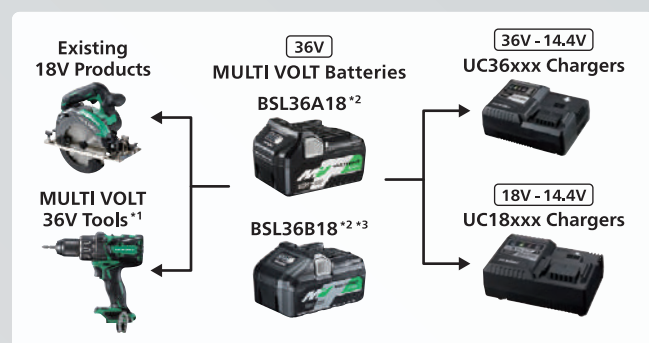 Existing
18V Products
MULTI VOLT
36V Tools *1
36V
MULTI VOLT Batteries
BSL36A18 *2
BSL36B18 *2 *3
36V - 14.4V
UC36xxx Chargers
18V - 14.4V
UC18xxx Chargers